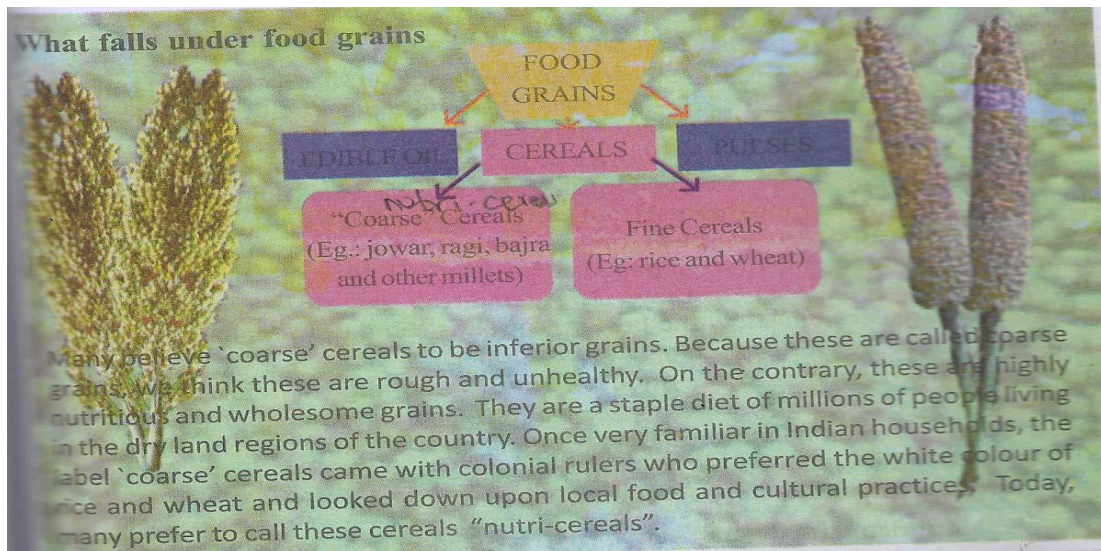 What falls under food grains
FOOD
GRAINS
EDIBLE OIL
CEREALS
PULSES
nutri-cereals
"Coarse" Cereals
(Eg.: jowar, ragi, bajra
and other millets)
Fine Cereals
(Eg: rice and wheat)
Many believe `coarse’ cereals to be inferior grains. Because these are called coarse
grains, we think these are rough and unhealthy. On the contrary, these are highly
nutritious and wholesome grains. They are a staple diet of millions of people living
in the dry land regions of the country. Once very familiar in Indian households, the
label `coarse’ cereals came with colonial rulers who preferred the white colour of
rice and wheat and looked down upon local food and cultural practices. Today,
many prefer to call these cereals “nutri-cereals”.